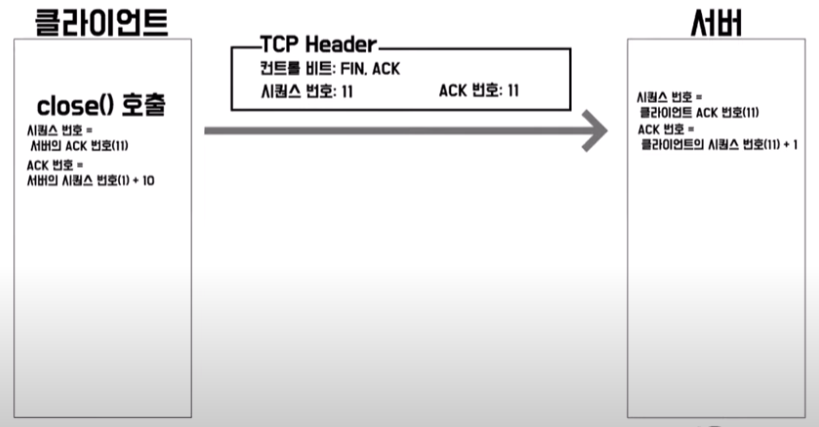 클라이언트
서버
TCP Header
컨트롤 비트: FIN, ACK
시퀀스 번호: 11 ACK 번호: 11
close() 호출
시퀀스 번호 =
서버의 ACK 번호(11)
ACK 번호 =
서버의 시퀀스 번호(1) + 10
시퀀스 번호 =
클라이언트 ACK 번호(11)
ACK 번호 =
클라이언트의 시퀀스 번호(11) + 1